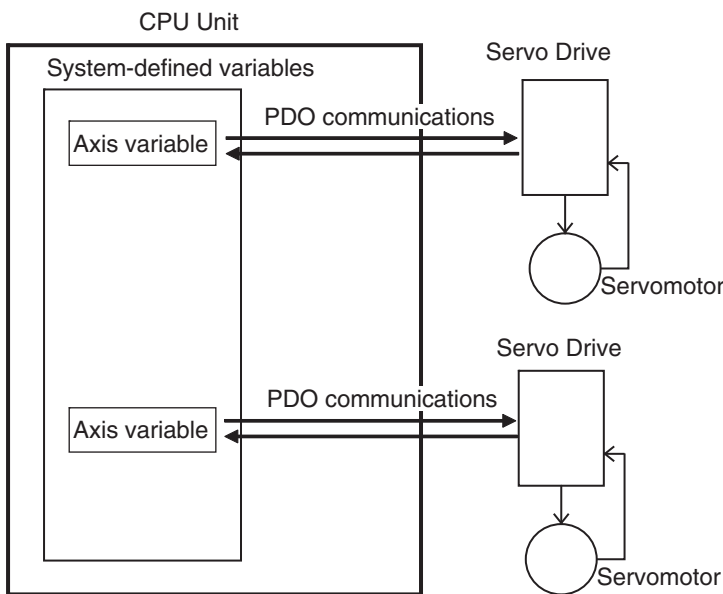 CPU Unit
Servo Drive
System-defined variables
PDO communications
Axis variable
Servomotor
Servo Drive
PDO communications
Axis variable
Servomotor